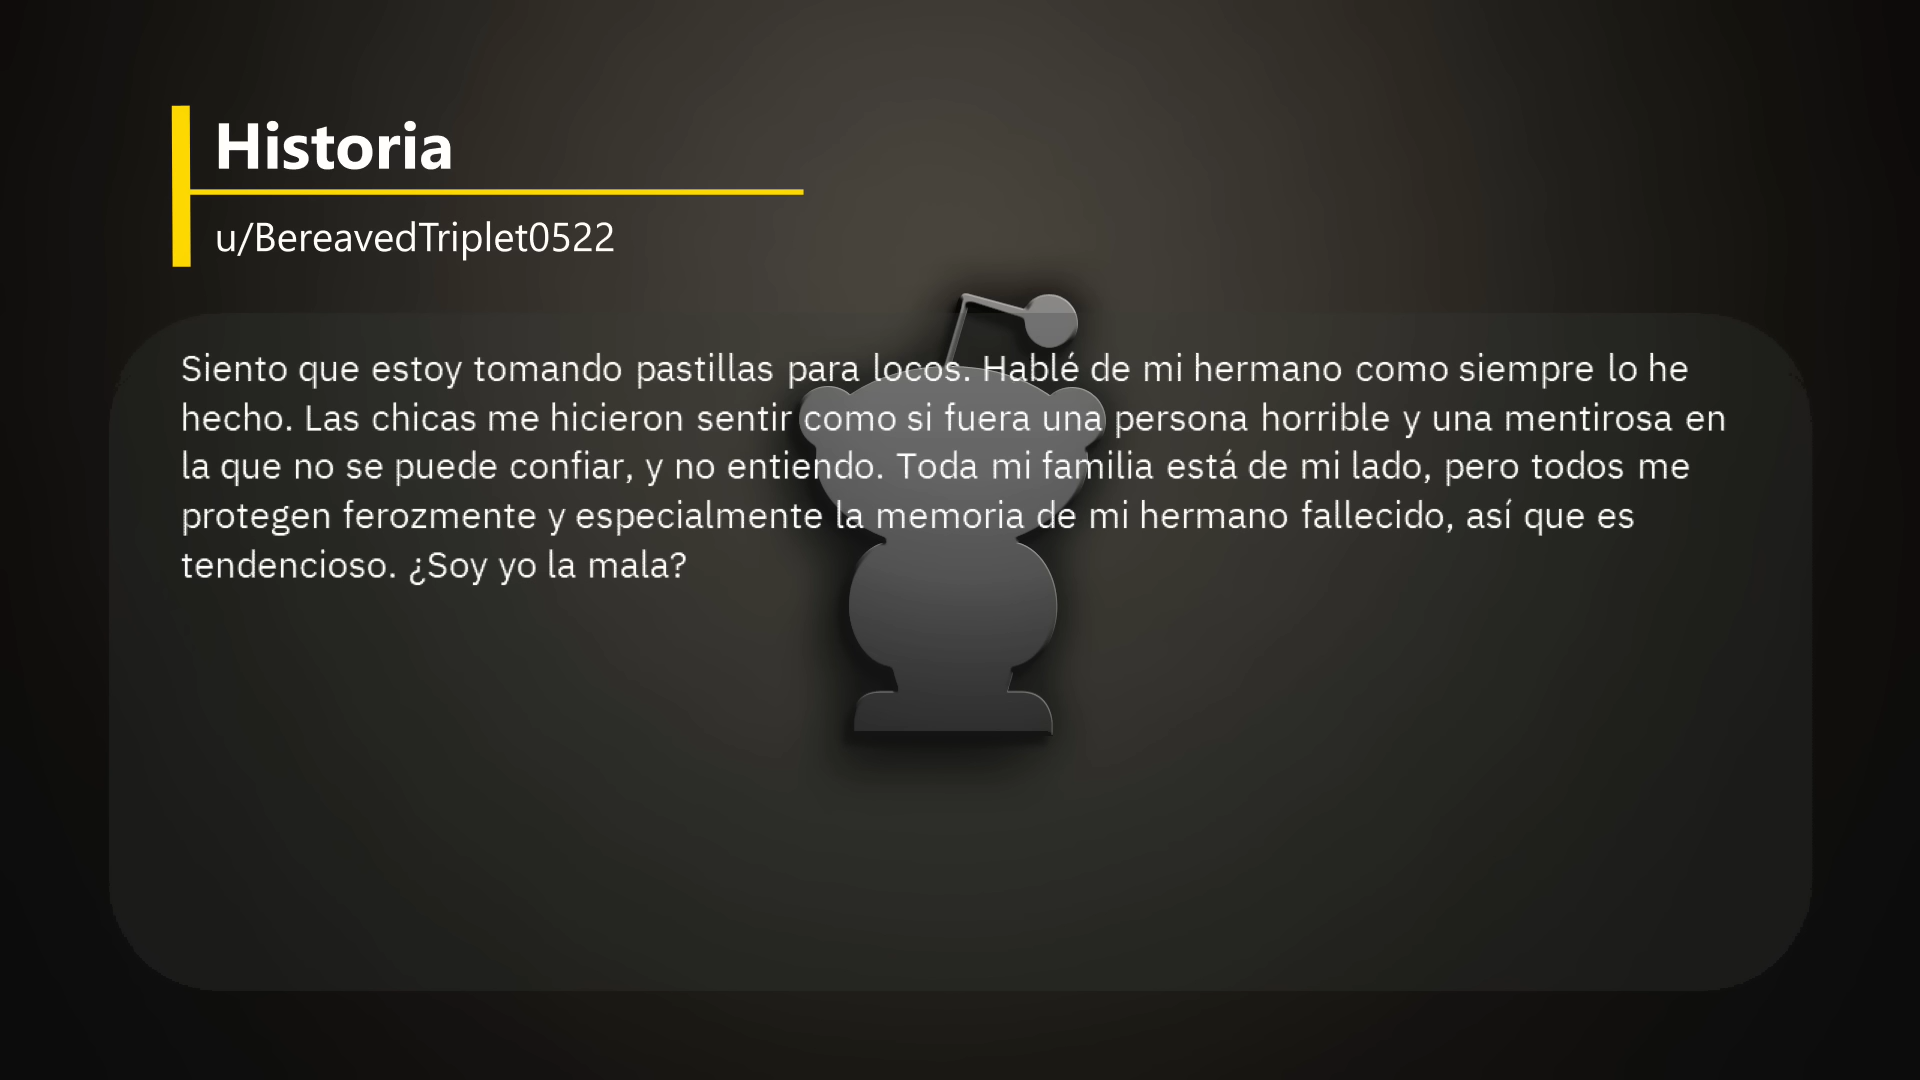 Historia
u/BereavedTriplet0522
Siento que estoy tomando pastillas para locos. Hablé de mi hermano como siempre lo he
hecho. Las chicas me hicieron sentir como si fuera una persona horrible y una mentirosa en
la que no se puede confiar, y no entiendo. Toda mi familia está de mi lado, pero todos me
protegen ferozmente y especialmente la memoria de mi hermano fallecido, así que es
tendencioso. ¿Soy yo la mala?